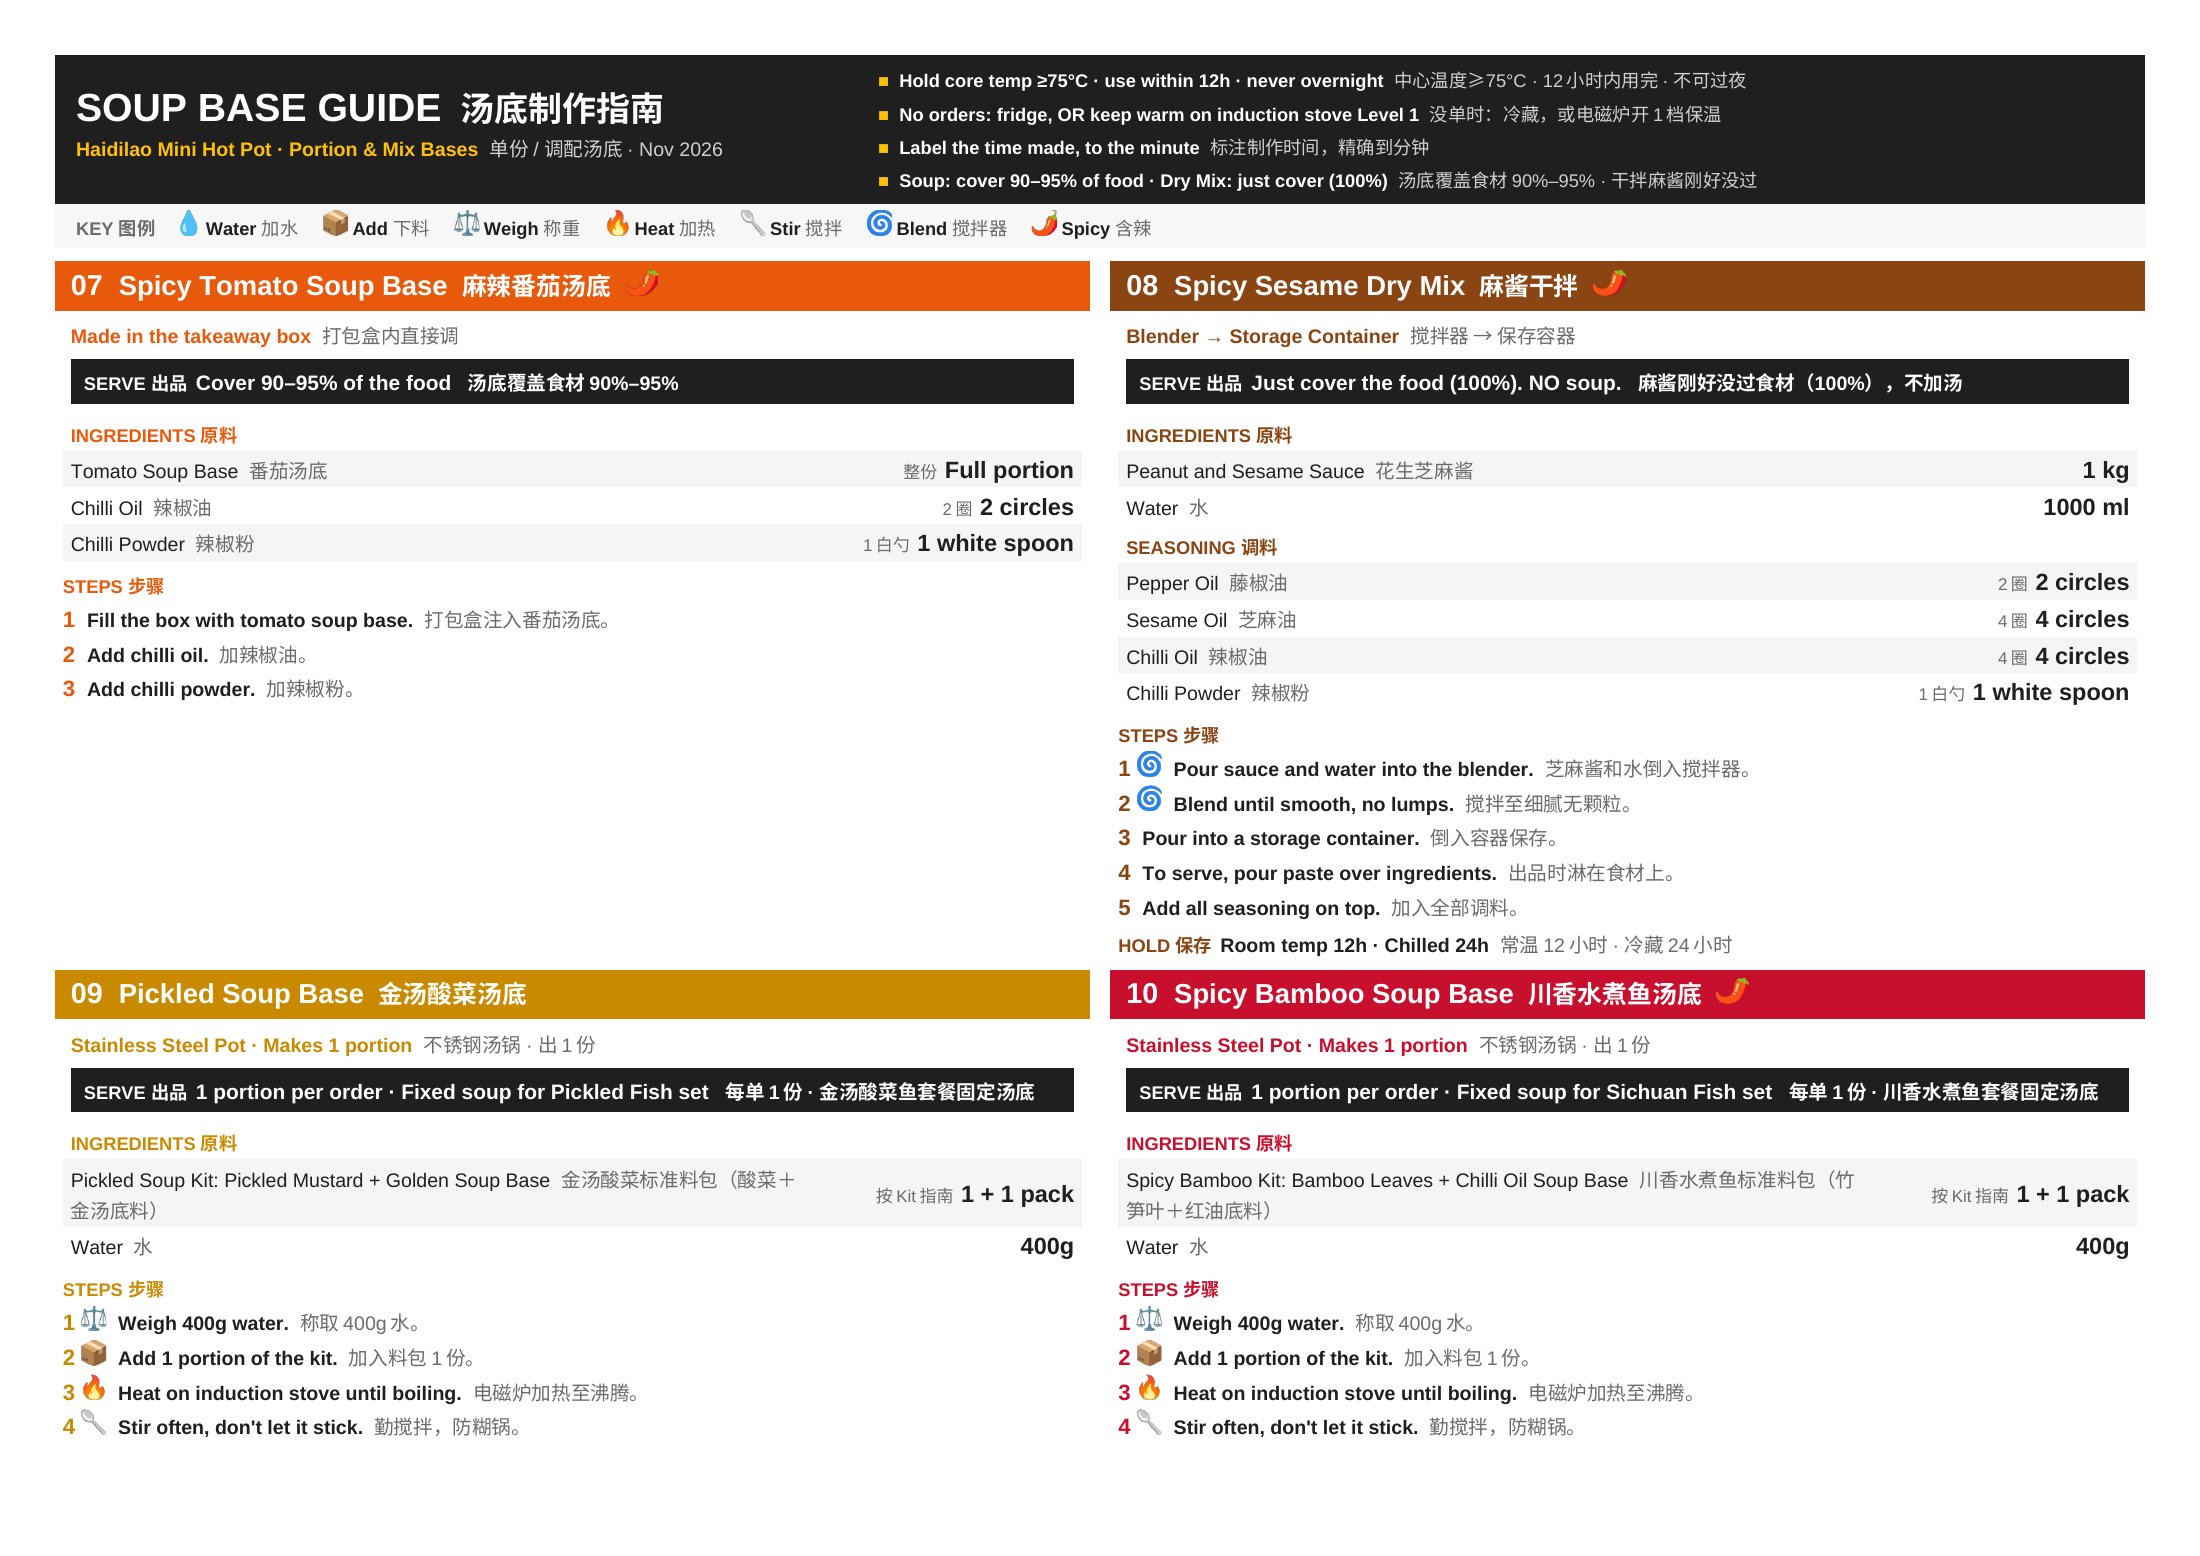 SOUP BASE GUIDE 汤底制作指南
Haidilao Mini Hot Pot · Portion & Mix Bases 单份 / 调配汤底 · Nov 2026
■ Hold core temp ≥75°C · use within 12h · never overnight 中心温度≥75°C · 12 小时内用完 · 不可过夜
■ No orders: fridge, OR keep warm on induction stove Level 1 没单时：冷藏，或电磁炉开 1 档保温
■ Label the time made, to the minute 标注制作时间，精确到分钟
■ Soup: cover 90–95% of food · Dry Mix: just cover (100%) 汤底覆盖食材 90%–95% · 干拌麻酱刚好没过
KEY 图例 💧 Water 加水 📦 Add 下料 ⚖️ Weigh 称重 🔥 Heat 加热 🥄 Stir 搅拌 🌀 Blend 搅拌器 🌶️ Spicy 含辣
07 Spicy Tomato Soup Base 麻辣番茄汤底 🌶️
Made in the takeaway box 打包盒内直接调
SERVE 出品 Cover 90–95% of the food 汤底覆盖食材 90%–95%
INGREDIENTS 原料
Tomato Soup Base 番茄汤底 整份 Full portion
Chilli Oil 辣椒油 2 圈 2 circles
Chilli Powder 辣椒粉 1 白勺 1 white spoon
STEPS 步骤
1 Fill the box with tomato soup base. 打包盒注入番茄汤底。
2 Add chilli oil. 加辣椒油。
3 Add chilli powder. 加辣椒粉。
08 Spicy Sesame Dry Mix 麻酱干拌 🌶️
Blender → Storage Container 搅拌器 → 保存容器
SERVE 出品 Just cover the food (100%). NO soup. 麻酱刚好没过食材（100%），不加汤
INGREDIENTS 原料
Peanut and Sesame Sauce 花生芝麻酱 1 kg
Water 水 1000 ml
SEASONING 调料
Pepper Oil 藤椒油 2 圈 2 circles
Sesame Oil 芝麻油 4 圈 4 circles
Chilli Oil 辣椒油 4 圈 4 circles
Chilli Powder 辣椒粉 1 白勺 1 white spoon
STEPS 步骤
1 🌀 Pour sauce and water into the blender. 芝麻酱和水倒入搅拌器。
2 🌀 Blend until smooth, no lumps. 搅拌至细腻无颗粒。
3 Pour into a storage container. 倒入容器保存。
4 To serve, pour paste over ingredients. 出品时淋在食材上。
5 Add all seasoning on top. 加入全部调料。
HOLD 保存 Room temp 12h · Chilled 24h 常温 12 小时 · 冷藏 24 小时
09 Pickled Soup Base 金汤酸菜汤底
Stainless Steel Pot · Makes 1 portion 不锈钢汤锅 · 出 1 份
SERVE 出品 1 portion per order · Fixed soup for Pickled Fish set 每单 1 份 · 金汤酸菜鱼套餐固定汤底
INGREDIENTS 原料
Pickled Soup Kit: Pickled Mustard + Golden Soup Base 金汤酸菜标准料包（酸菜＋
金汤底料） 按 Kit 指南 1 + 1 pack
Water 水 400g
STEPS 步骤
1 ⚖️ Weigh 400g water. 称取 400g 水。
2 📦 Add 1 portion of the kit. 加入料包 1 份。
3 🔥 Heat on induction stove until boiling. 电磁炉加热至沸腾。
4 🥄 Stir often, don't let it stick. 勤搅拌，防糊锅。
10 Spicy Bamboo Soup Base 川香水煮鱼汤底 🌶️
Stainless Steel Pot · Makes 1 portion 不锈钢汤锅 · 出 1 份
SERVE 出品 1 portion per order · Fixed soup for Sichuan Fish set 每单 1 份 · 川香水煮鱼套餐固定汤底
INGREDIENTS 原料
Spicy Bamboo Kit: Bamboo Leaves + Chilli Oil Soup Base 川香水煮鱼标准料包（竹
笋叶＋红油底料） 按 Kit 指南 1 + 1 pack
Water 水 400g
STEPS 步骤
1 ⚖️ Weigh 400g water. 称取 400g 水。
2 📦 Add 1 portion of the kit. 加入料包 1 份。
3 🔥 Heat on induction stove until boiling. 电磁炉加热至沸腾。
4 🥄 Stir often, don't let it stick. 勤搅拌，防糊锅。